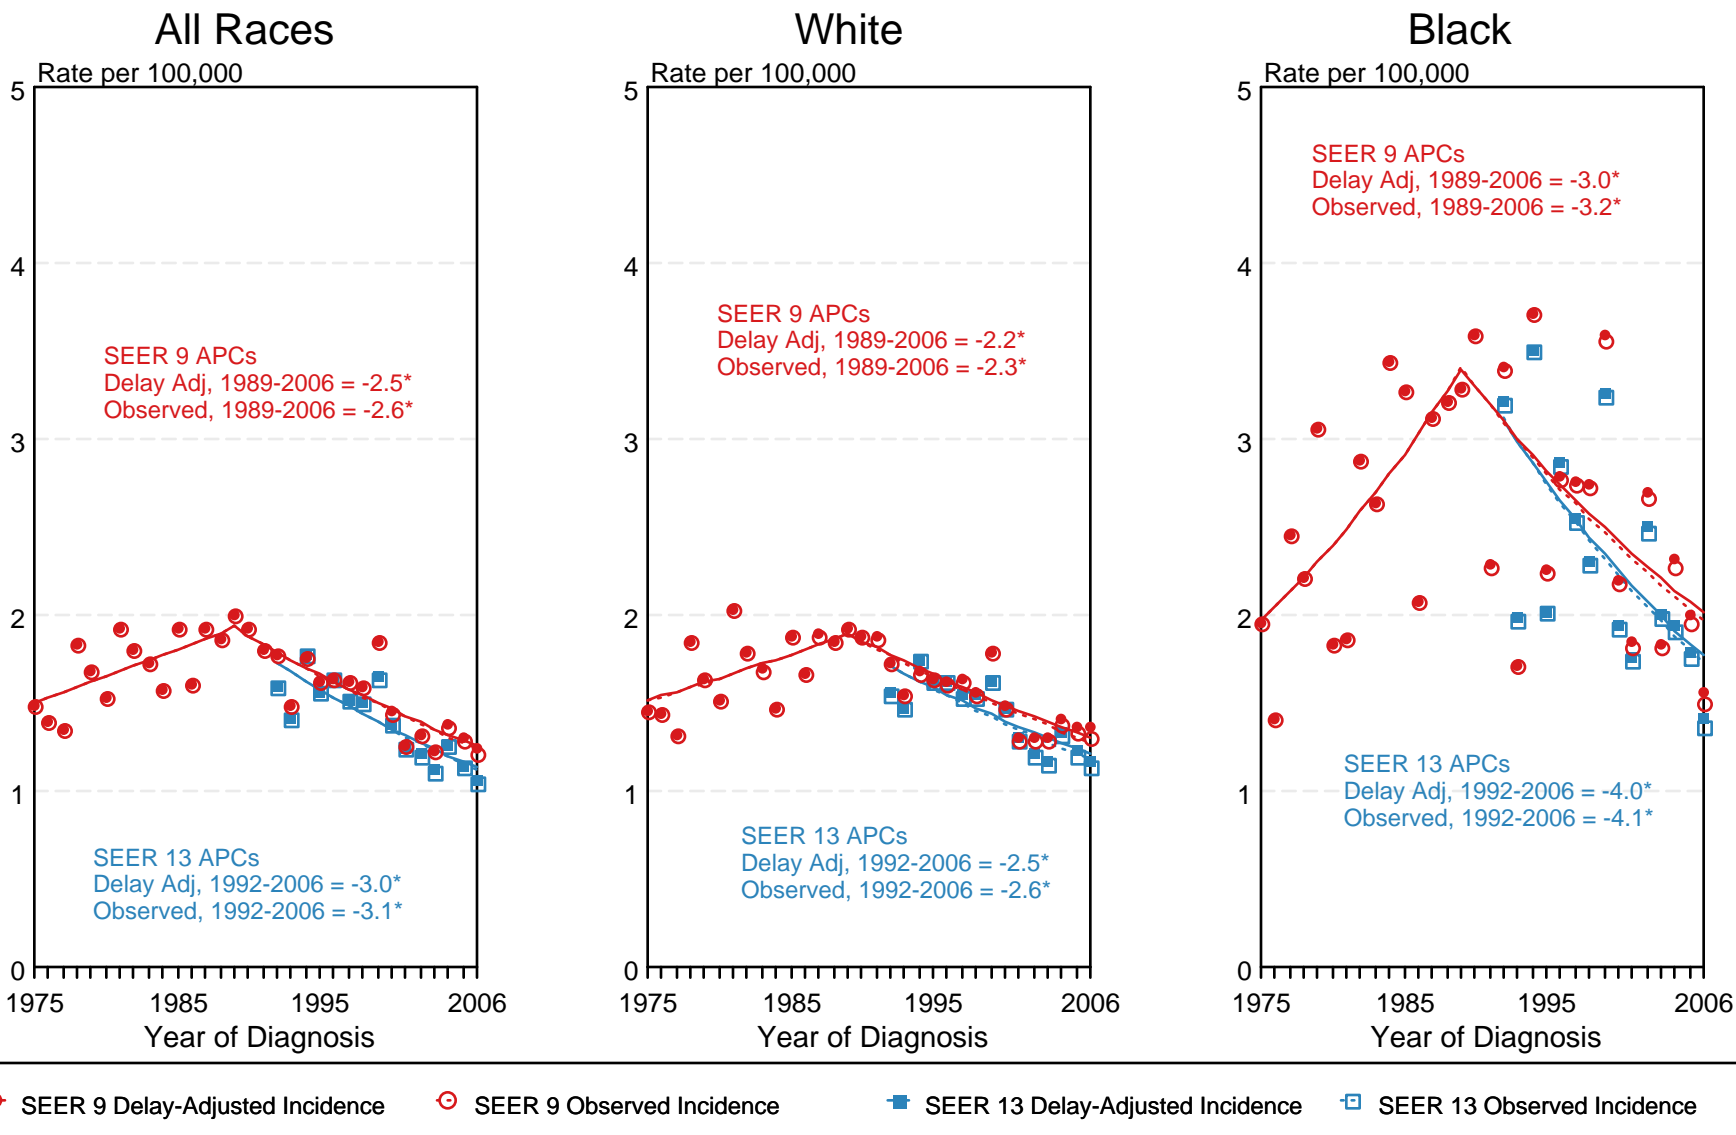 All Races
Rate per 100,000
5
4
3
2
1
0
SEER 9 APCs
Delay Adj, 1989-2006 = -2.5*
Observed, 1989-2006 = -2.6*
SEER 13 APCs
Delay Adj, 1992-2006 = -3.0*
Observed, 1992-2006 = -3.1*
1975 1985 1995 2006
Year of Diagnosis
White
Rate per 100,000
5
4
3
2
1
0
SEER 9 APCs
Delay Adj, 1989-2006 = -2.2*
Observed, 1989-2006 = -2.3*
SEER 13 APCs
Delay Adj, 1992-2006 = -2.5*
Observed, 1992-2006 = -2.6*
1975 1985 1995 2006
Year of Diagnosis
Black
Rate per 100,000
5
4
3
2
1
0
SEER 9 APCs
Delay Adj, 1989-2006 = -3.0*
Observed, 1989-2006 = -3.2*
SEER 13 APCs
Delay Adj, 1992-2006 = -4.0*
Observed, 1992-2006 = -4.1*
1975 1985 1995 2006
Year of Diagnosis
SEER 9 Delay-Adjusted Incidence SEER 9 Observed Incidence SEER 13 Delay-Adjusted Incidence SEER 13 Observed Incidence